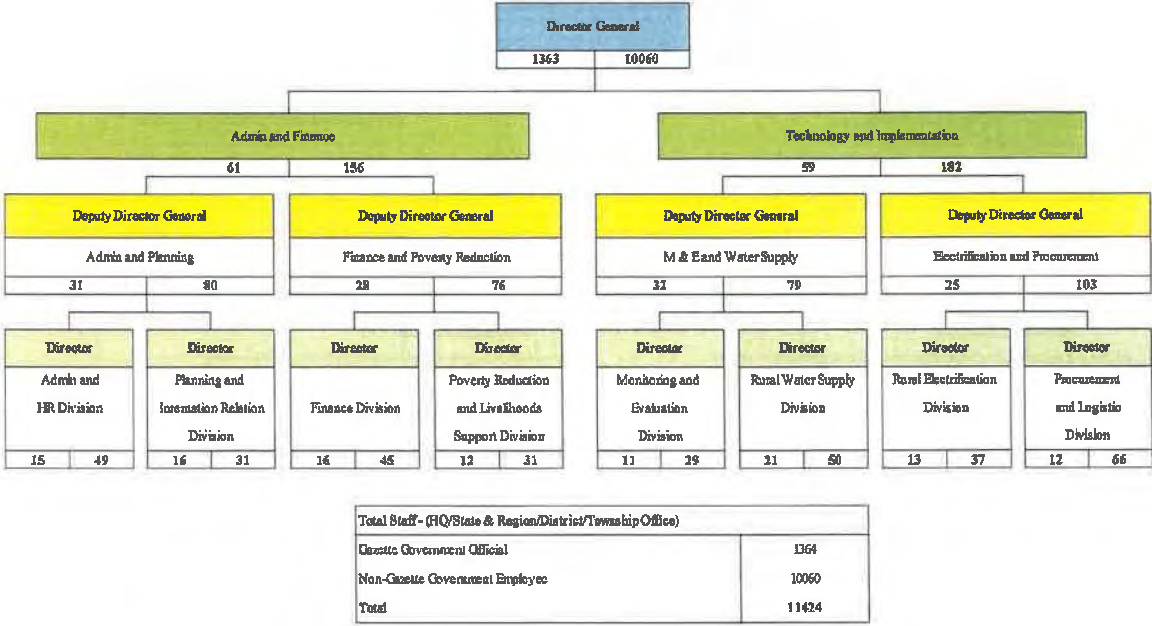 Director General
1363 10060
Admin and Finance
Technology and Implementation
61 156
59 182
Deputy Director General
Deputy Director General
Deputy Director General
Deputy Director General
Admin and Planning
Finance and Poverty Reduction
M & E and Water Supply
Electrification and Procurement
31 80
28 76
32 79
25 103
Director
Director
Director
Director
Director
Director
Director
Director
Admin and
HR Division
Planning and
Division
Finance Division
Poverty Reduction
and Livelihoods
Support Division
Monitoring and
Evaluation
Division
Rural Water Supply
Division
Rural Electrification
Division
Procurement
and Logistic
Division
15 49
16 31
16 45
12 31
11 29
21 50
13 37
12 66
Total Staff - (HQ/State & Region/District/Township Office)
Gazette Government Official 1364
Non-Gazette Government Employee 10060
Total 11424